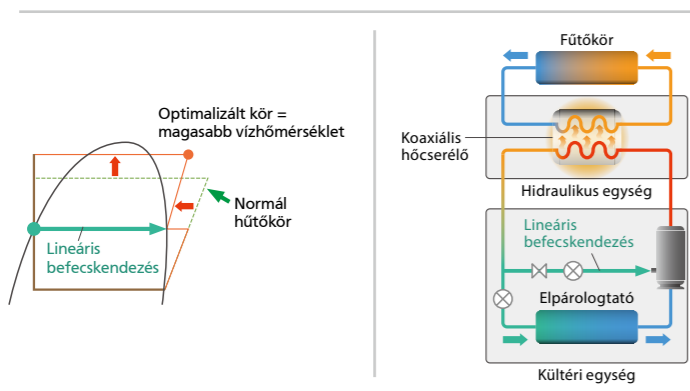 Optimalizált kör =
magasabb vízhőmérséklet
Normál
hűtőkör
Lineáris
befecskendezés
Fűtőkör
Koaxiális
hőcserélő
Hidraulikus egység
Lineáris
befecskendezés
Elpárologtató
Kültéri egység